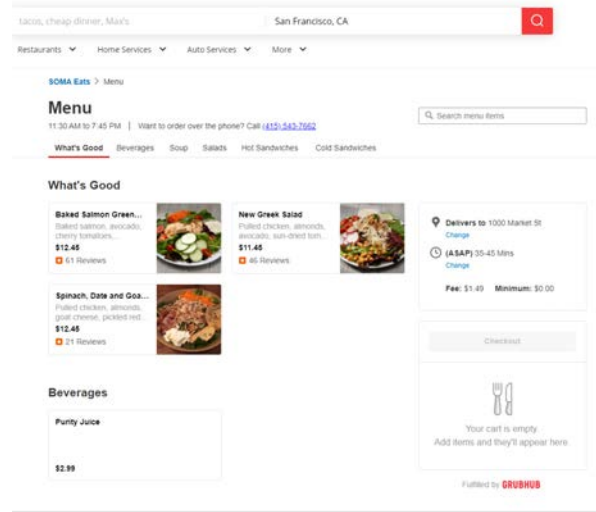 tacos, cheap dinner, Max's
San Francisco, CA
Restaurants
Home Services
Auto Services
More
SOMA Eats > Menu
Menu
11.30 AM to 7:45 PM | Want to order over the phone? Call (415) 543-7662
Search menu items
What's Good
Beverages
Soup
Salads
Hot Sandwiches
Cold Sandwiches
What's Good
Baked Salmon Green...
Baked salmon, avocado,
cherry tomatoes,...
$12.45
61 Reviews
New Greek Salad
Pulled chicken, almonds,
avocado, sun-dried tom...
$11.45
46 Reviews
Spinach, Date and Goa...
Pulled chicken, almonds,
goat cheese, pickled red...
$12.45
21 Reviews
Delivers to 1000 Market St
Change
(ASAP) 35-45 Mins
Change
Fee: $1.49 Minimum: $0.00
Checkout
Your cart is empty.
Add items and they'll appear here.
Fulfilled by GRUBHUB
Beverages
Purity Juice
$2.99